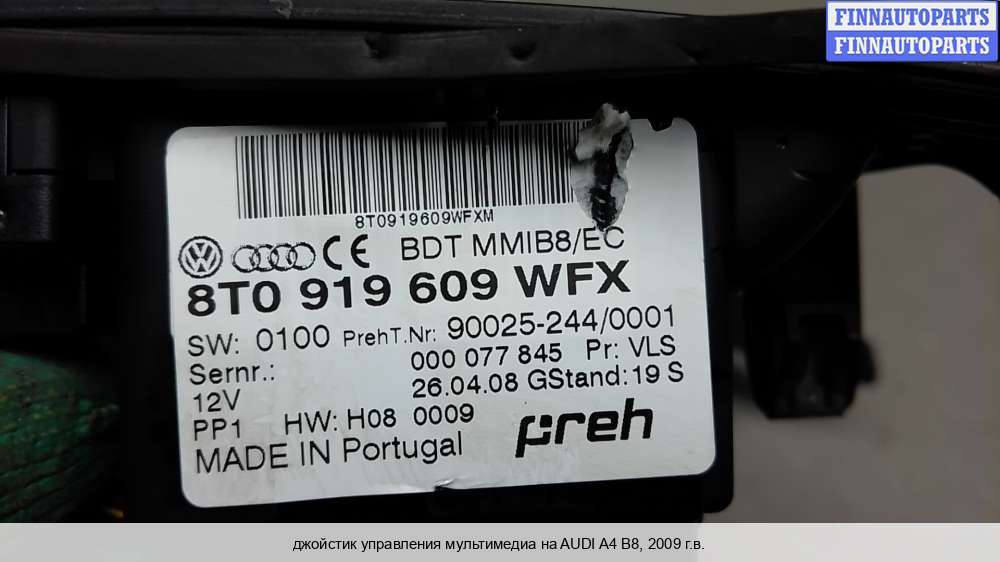 FINNAUTOPARTS
FINNAUTOPARTS
8T0919609WFXM
CE BDT MMIB8/EC
8T0 919 609 WFX
SW: 0100 PrehT.Nr: 90025-244/0001
Sernr.: 000 077 845 Pr: VLS
12V 26.04.08 GStand: 19 S
PP1 HW: H08 0009
preh
MADE IN Portugal
джойстик управления мультимедиа на AUDI A4 B8, 2009 г.в.